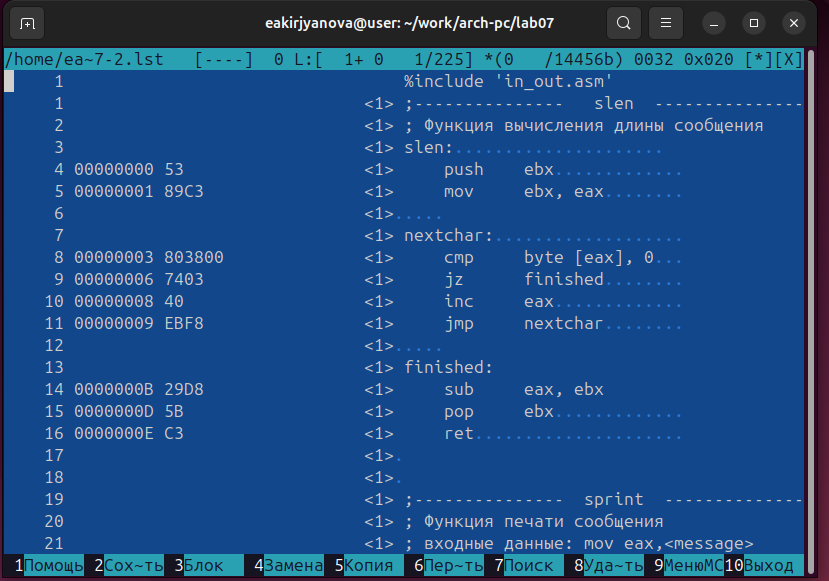 eakirjyanova@user: ~/work/arch-pc/lab07
/home/ea~7-2.lst   [----]  0 L:[  1+ 0   1/225] *(0   /14456b) 0032 0x020 [*][X]
1                                  %include 'in_out.asm'
1                              <1> ;---------------   slen  ---------------
2                              <1> ; Функция вычисления длины сообщения
3                              <1> slen:.....................
4 00000000 53                  <1>     push    ebx.............
5 00000001 89C3                <1>     mov     ebx, eax........
6                              <1>.....
7                              <1> nextchar:...................
8 00000003 803800              <1>     cmp     byte [eax], 0...
9 00000006 7403                <1>     jz      finished........
10 00000008 40                  <1>     inc     eax.............
11 00000009 EBF8                <1>     jmp     nextchar........
12                              <1>.....
13                              <1> finished:
14 0000000B 29D8                <1>     sub     eax, ebx
15 0000000D 5B                  <1>     pop     ebx.............
16 0000000E C3                  <1>     ret.....................
17                              <1>.
18                              <1>.
19                              <1> ;---------------  sprint  --------------
20                              <1> ; Функция печати сообщения
21                              <1> ; входные данные: mov eax,<message>
1Помощь 2Сох~ть 3Блок 4Замена 5Копия 6Пер~ть 7Поиск 8Уда~ть 9МенюМС 10Выход